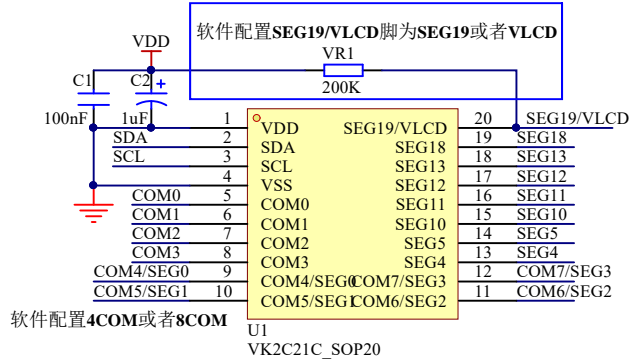 软件配置SEG19/VLCD脚为SEG19或者VLCD
VDD
VR1
200K
C1
C2
+
100nF
1uF
1 VDD SEG19/VLCD 20 SEG19/VLCD
SDA 2 SDA SEG18 19 SEG18
SCL 3 SCL SEG13 18 SEG13
4 VSS SEG12 17 SEG12
COM0 5 COM0 SEG11 16 SEG11
COM1 6 COM1 SEG10 15 SEG10
COM2 7 COM2 SEG5 14 SEG5
COM3 8 COM3 SEG4 13 SEG4
COM4/SEG0 9 COM4/SEG0 COM7/SEG3 12 COM7/SEG3
COM5/SEG1 10 COM5/SEG1 COM6/SEG2 11 COM6/SEG2
软件配置4COM或者8COM
U1
VK2C21C_SOP20